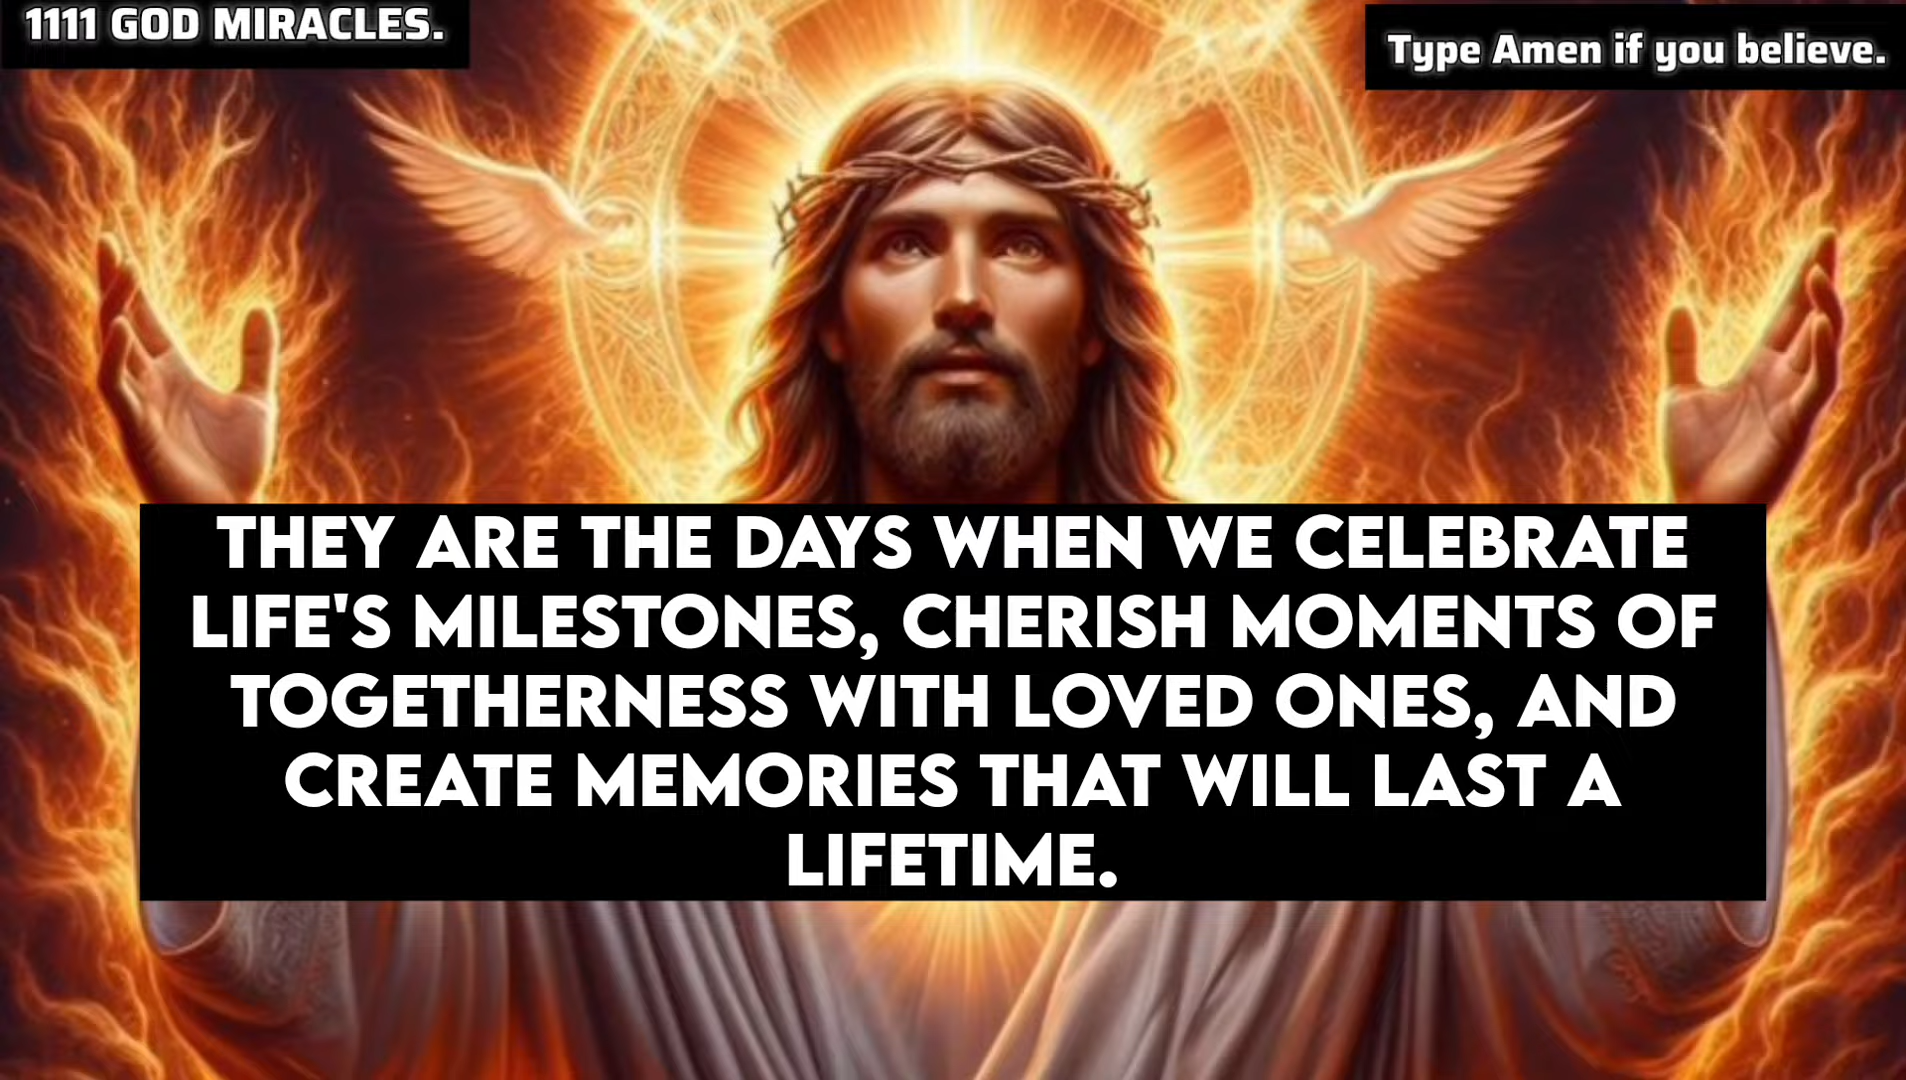 1111 GOD MIRACLES.
Type Amen if you believe.
THEY ARE THE DAYS WHEN WE CELEBRATE
LIFE'S MILESTONES, CHERISH MOMENTS OF
TOGETHERNESS WITH LOVED ONES, AND
CREATE MEMORIES THAT WILL LAST A
LIFETIME.